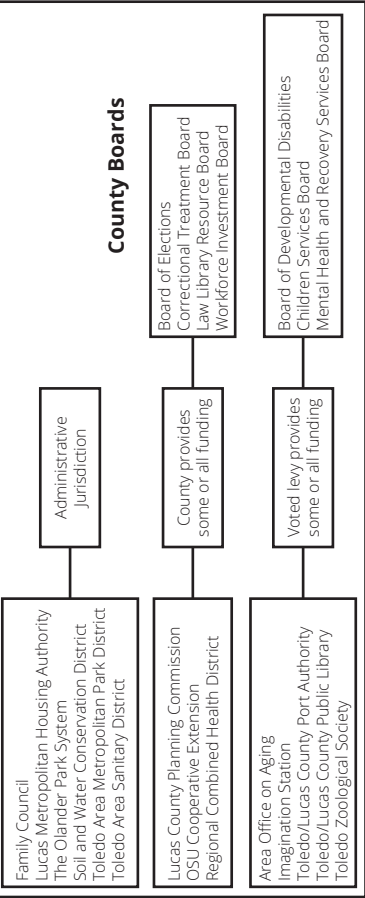 Family Council
Lucas Metropolitan Housing Authority
The Olander Park System
Soil and Water Conservation District
Toledo Area Metropolitan Park District
Toledo Area Sanitary District
Administrative
Jurisdiction
County Boards
Lucas County Planning Commission
OSU Cooperative Extension
Regional Combined Health District
County provides
some or all funding
Board of Elections
Correctional Treatment Board
Law Library Resource Board
Workforce Investment Board
Area Office on Aging
Imagination Station
Toledo/Lucas County Port Authority
Toledo/Lucas County Public Library
Toledo Zoological Society
Voted levy provides
some or all funding
Board of Developmental Disabilities
Children Services Board
Mental Health and Recovery Services Board